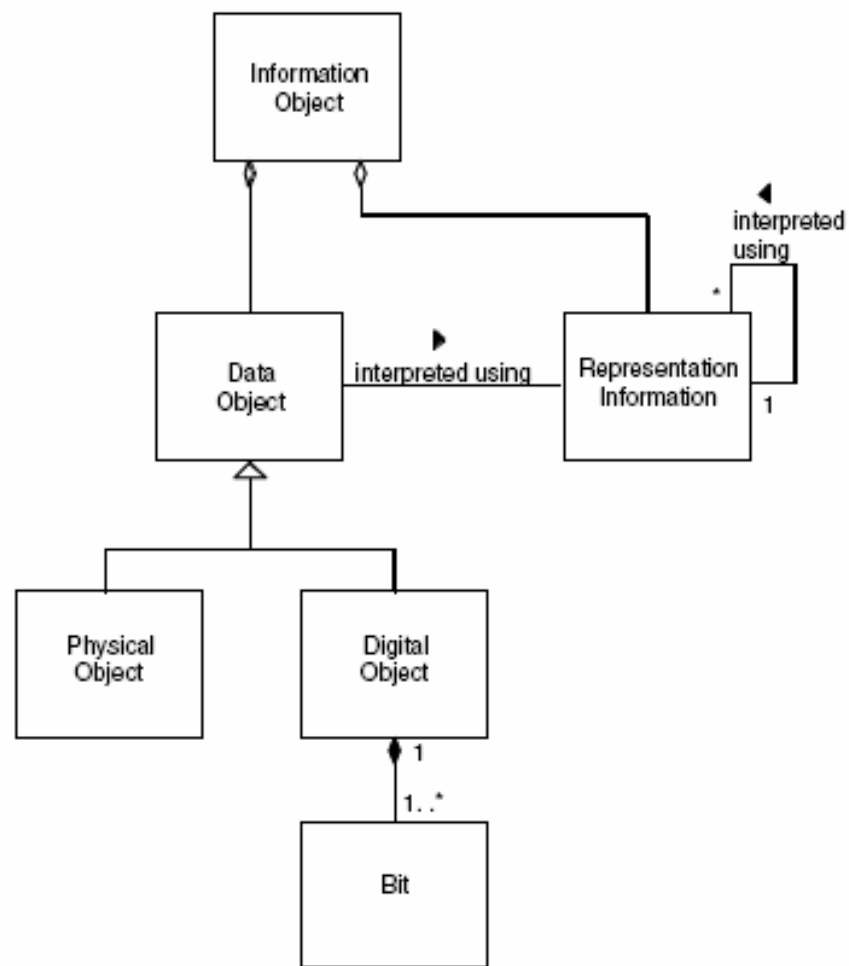 Information
Object
◀
interpreted
using
*
1
Data
Object
▶
interpreted using
Representation
Information
Physical
Object
Digital
Object
1
1..*
Bit